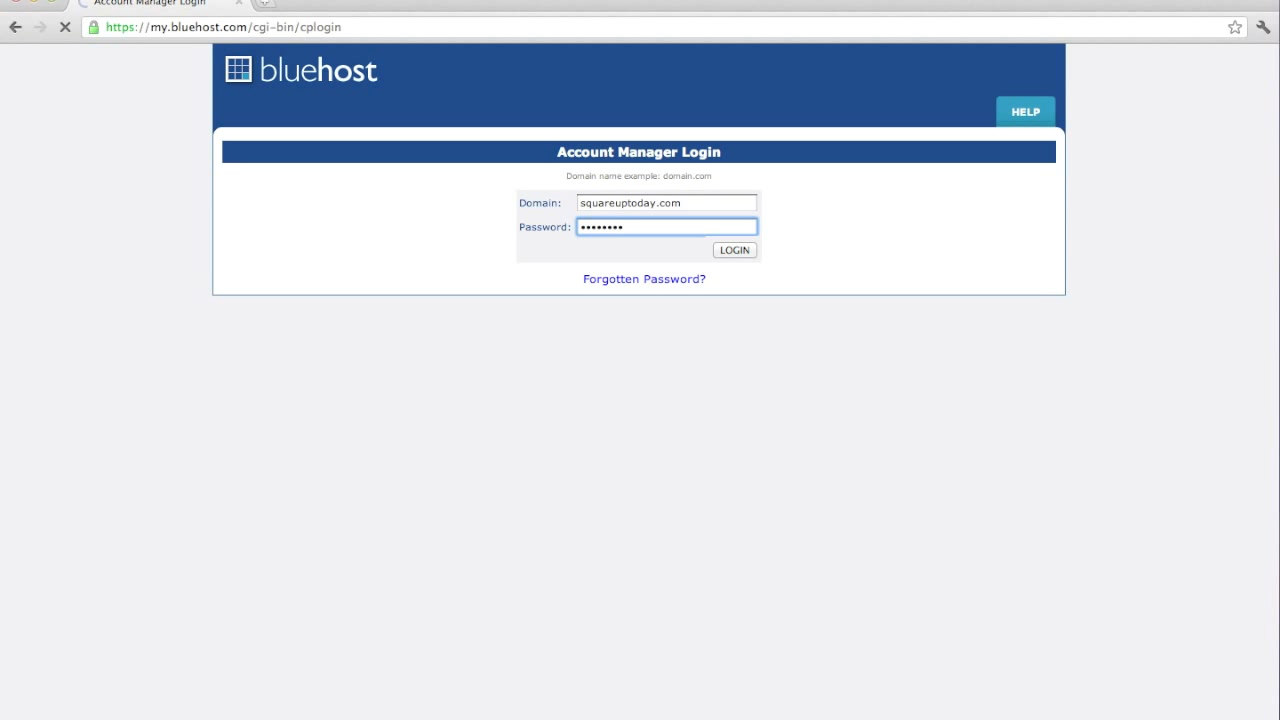 Account Manager Login
https://my.bluehost.com/cgi-bin/cplogin
bluehost
HELP
Account Manager Login
Domain name example: domain.com
Domain: squareuptoday.com
Password: ••••••••
LOGIN
Forgotten Password?